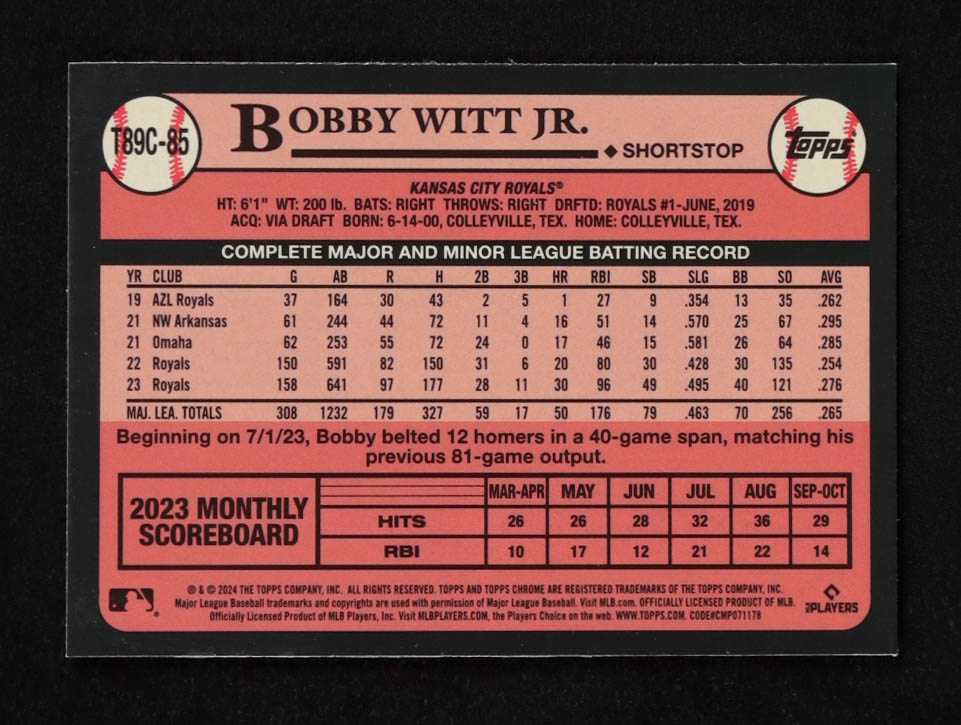 T89C-85
BOBBY WITT JR.
◆ SHORTSTOP
TOPPS
KANSAS CITY ROYALS®
HT: 6'1" WT: 200 lb. BATS: RIGHT THROWS: RIGHT DRFTD: ROYALS #1-JUNE, 2019
ACQ: VIA DRAFT BORN: 6-14-00, COLLEYVILLE, TEX. HOME: COLLEYVILLE, TEX.
COMPLETE MAJOR AND MINOR LEAGUE BATTING RECORD
YR CLUB G AB R H 2B 3B HR RBI SB SLG BB SO AVG
19 AZL Royals 37 164 30 43 2 5 1 27 9 .354 13 35 .262
21 NW Arkansas 61 244 44 72 11 4 16 51 14 .570 25 67 .295
21 Omaha 62 253 55 72 24 0 17 46 15 .581 26 64 .285
22 Royals 150 591 82 150 31 6 20 80 30 .428 30 135 .254
23 Royals 158 641 97 177 28 11 30 96 49 .495 40 121 .276
MAJ. LEA. TOTALS 308 1232 179 327 59 17 50 176 79 .463 70 256 .265
Beginning on 7/1/23, Bobby belted 12 homers in a 40-game span, matching his
previous 81-game output.
2023 MONTHLY
SCOREBOARD
MAR-APR MAY JUN JUL AUG SEP-OCT
HITS 26 26 28 32 36 29
RBI 10 17 12 21 22 14
® & © 2024 THE TOPPS COMPANY, INC. ALL RIGHTS RESERVED. TOPPS AND TOPPS CHROME ARE REGISTERED TRADEMARKS OF THE TOPPS COMPANY, INC.
Major League Baseball trademarks and copyrights are used with permission of Major League Baseball. Visit MLB.com. OFFICIALLY LICENSED PRODUCT OF MLB.
Officially Licensed Product of MLB Players, Inc. Visit MLBPLAYERS.COM, the Players Choice on the web. WWW.TOPPS.COM. CODE#CMP071178
MLB PLAYERS